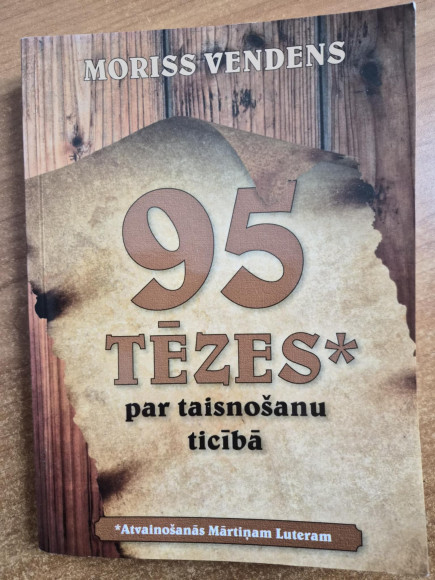 MORISS VENDENS
95
TĒZES*
par taisnošanu
ticībā
*Atvainošanās Mārtiņam Luteram